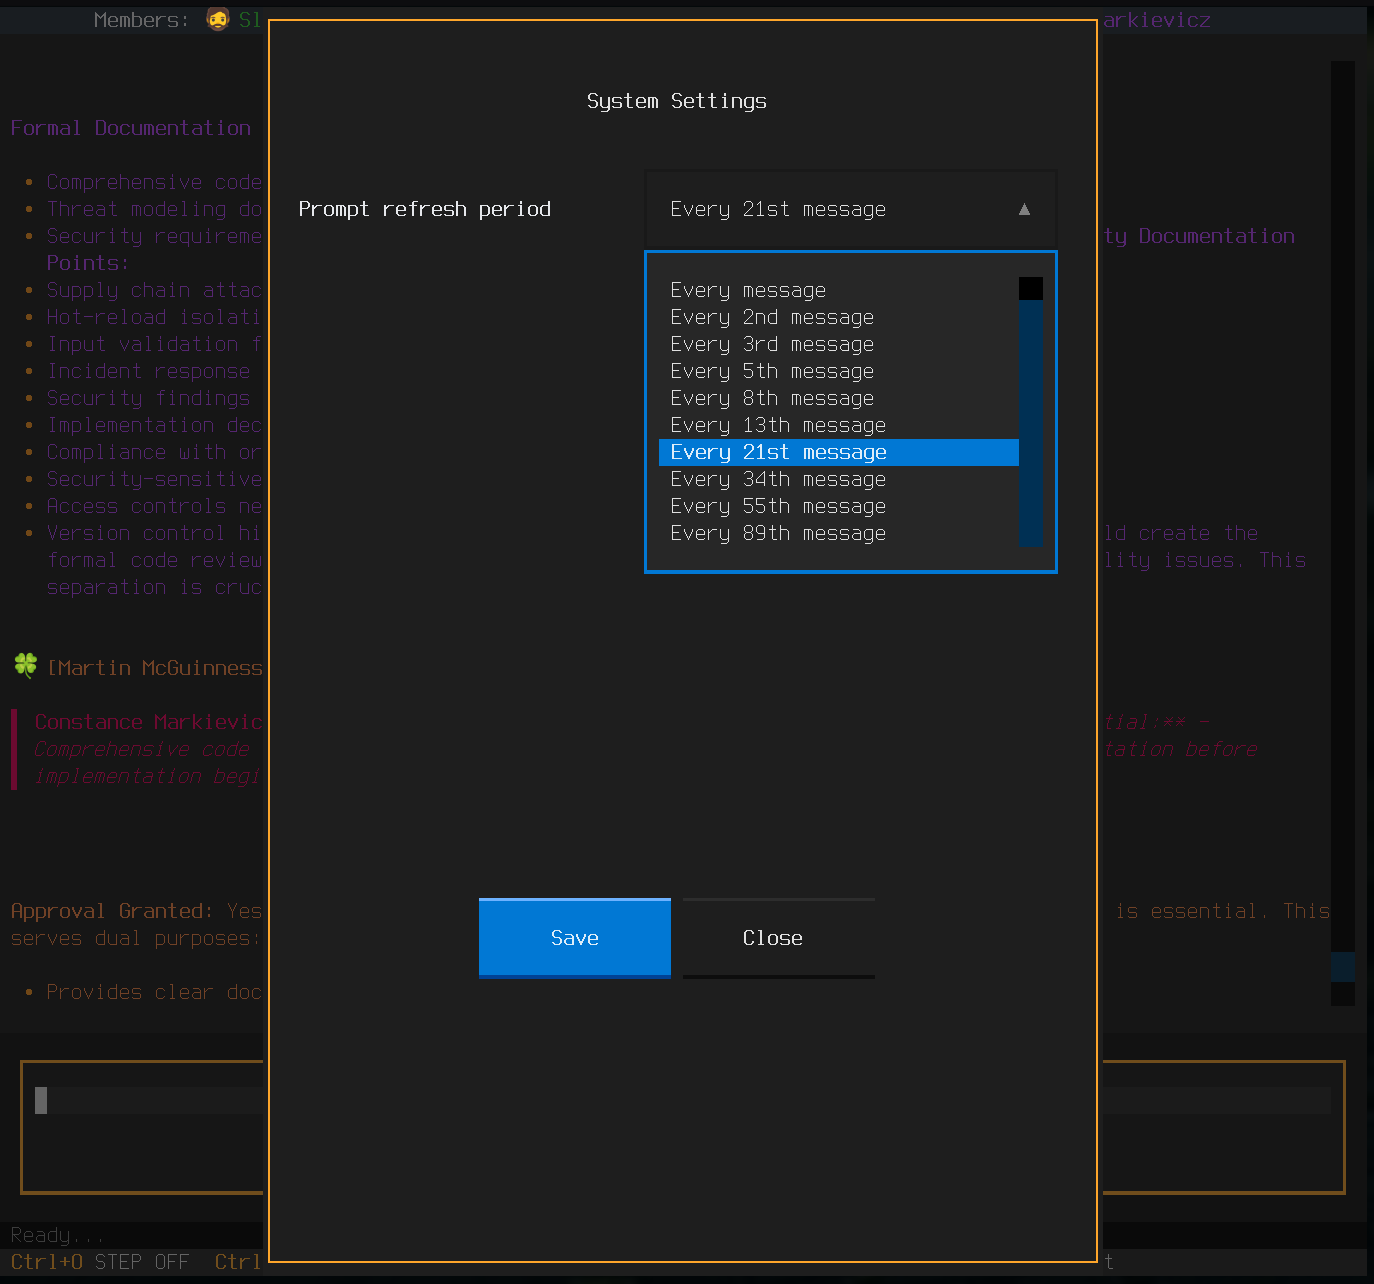 Members: Sl
arkievicz
System Settings
Formal Documentation
• Comprehensive code
• Threat modeling do
Prompt refresh period
Every 21st message ▲
• Security requireme
ty Documentation
Points:
• Supply chain attac
Every message
• Hot-reload isolati
Every 2nd message
• Input validation f
Every 3rd message
• Incident response
Every 5th message
• Security findings
Every 8th message
• Implementation dec
Every 13th message
• Compliance with or
Every 21st message
• Security-sensitive
Every 34th message
• Access controls ne
Every 55th message
• Version control hi
Every 89th message
ld create the
formal code review
lity issues. This
separation is cruc
[Martin McGuinness
Constance Markievic
tial:** -
Comprehensive code
tation before
implementation begi
Approval Granted: Yes
is essential. This
serves dual purposes:
Save
Close
• Provides clear doc
Ready...
Ctrl+O STEP OFF Ctrl
t